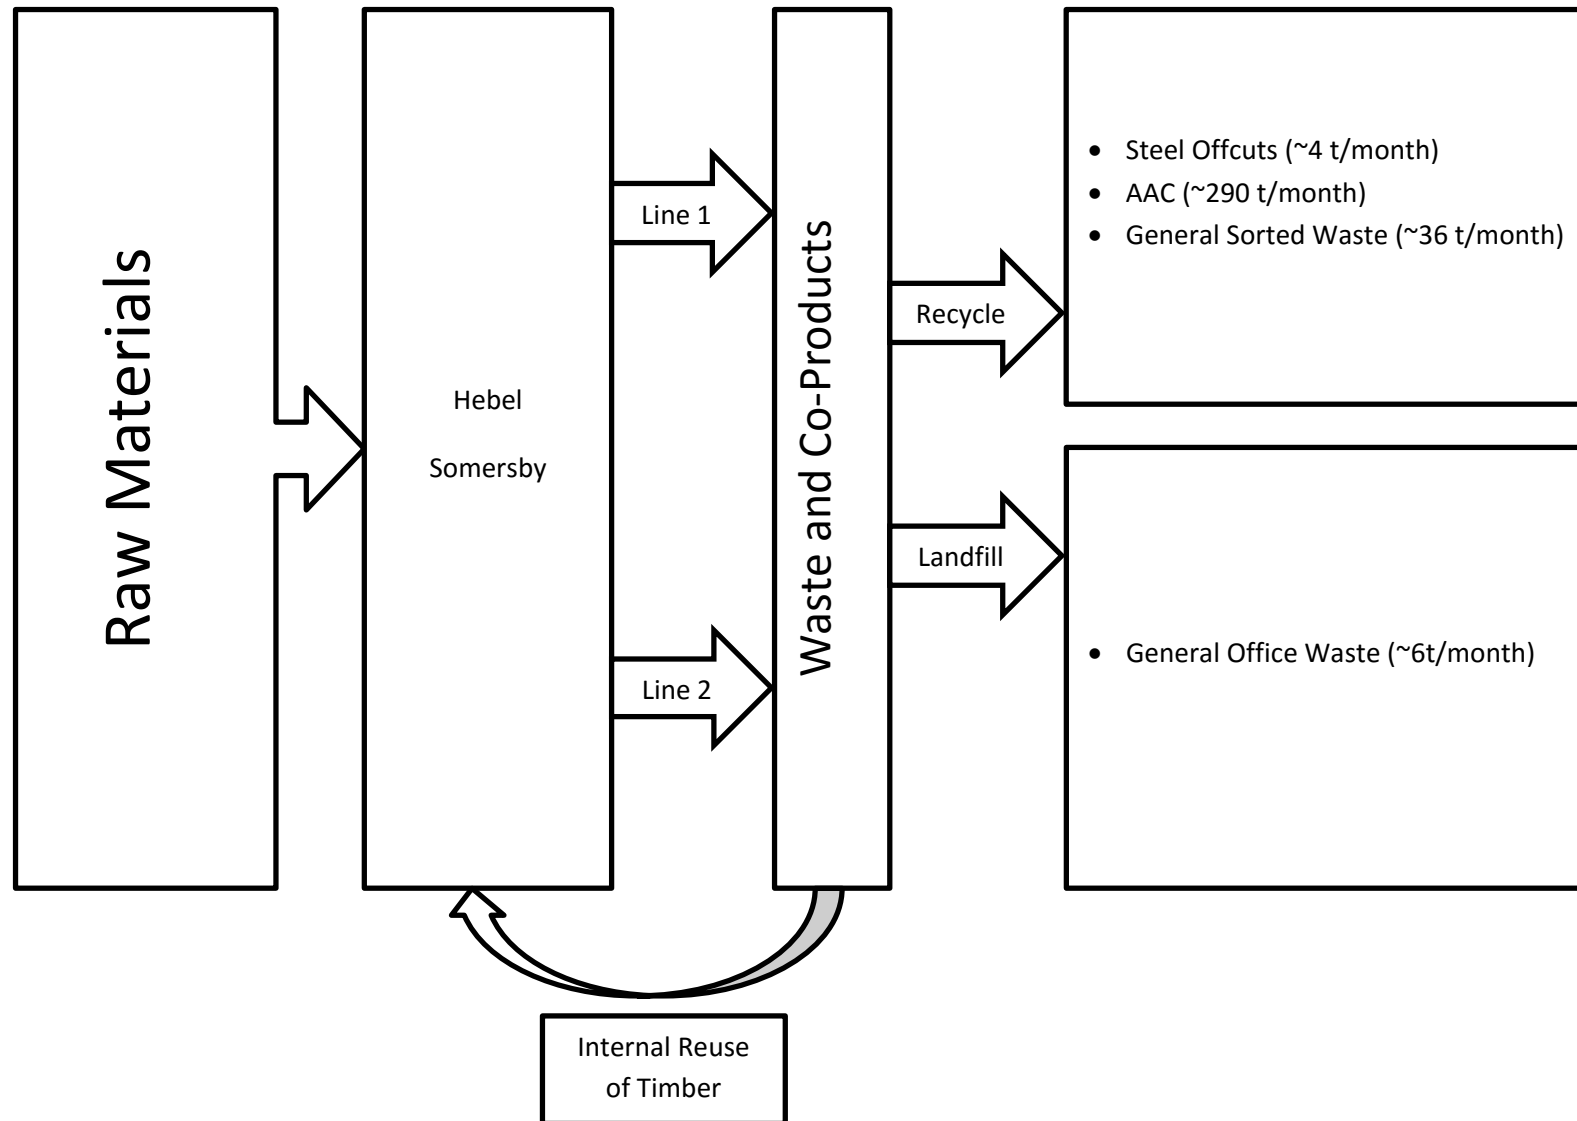 Raw Materials
Hebel
Somersby
Line 1
Line 2
Waste and Co-Products
Recycle
Landfill
• Steel Offcuts (~4 t/month)
• AAC (~290 t/month)
• General Sorted Waste (~36 t/month)
• General Office Waste (~6t/month)
Internal Reuse
of Timber